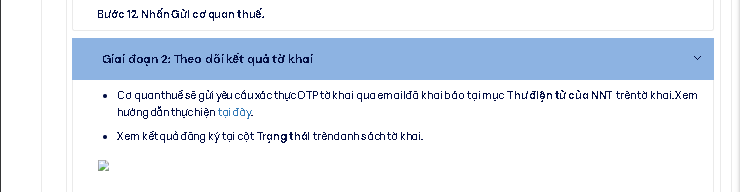 Bước 12. Nhấn Gửi cơ quan thuế.
Giai đoạn 2: Theo dõi kết quả tờ khai
Cơ quan thuế sẽ gửi yêu cầu xác thực OTP tờ khai qua email đã khai báo tại mục Thư điện tử của NNT trên tờ khai. Xem
hướng dẫn thực hiện tại đây.
Xem kết quả đăng ký tại cột Trạng thái trên danh sách tờ khai.